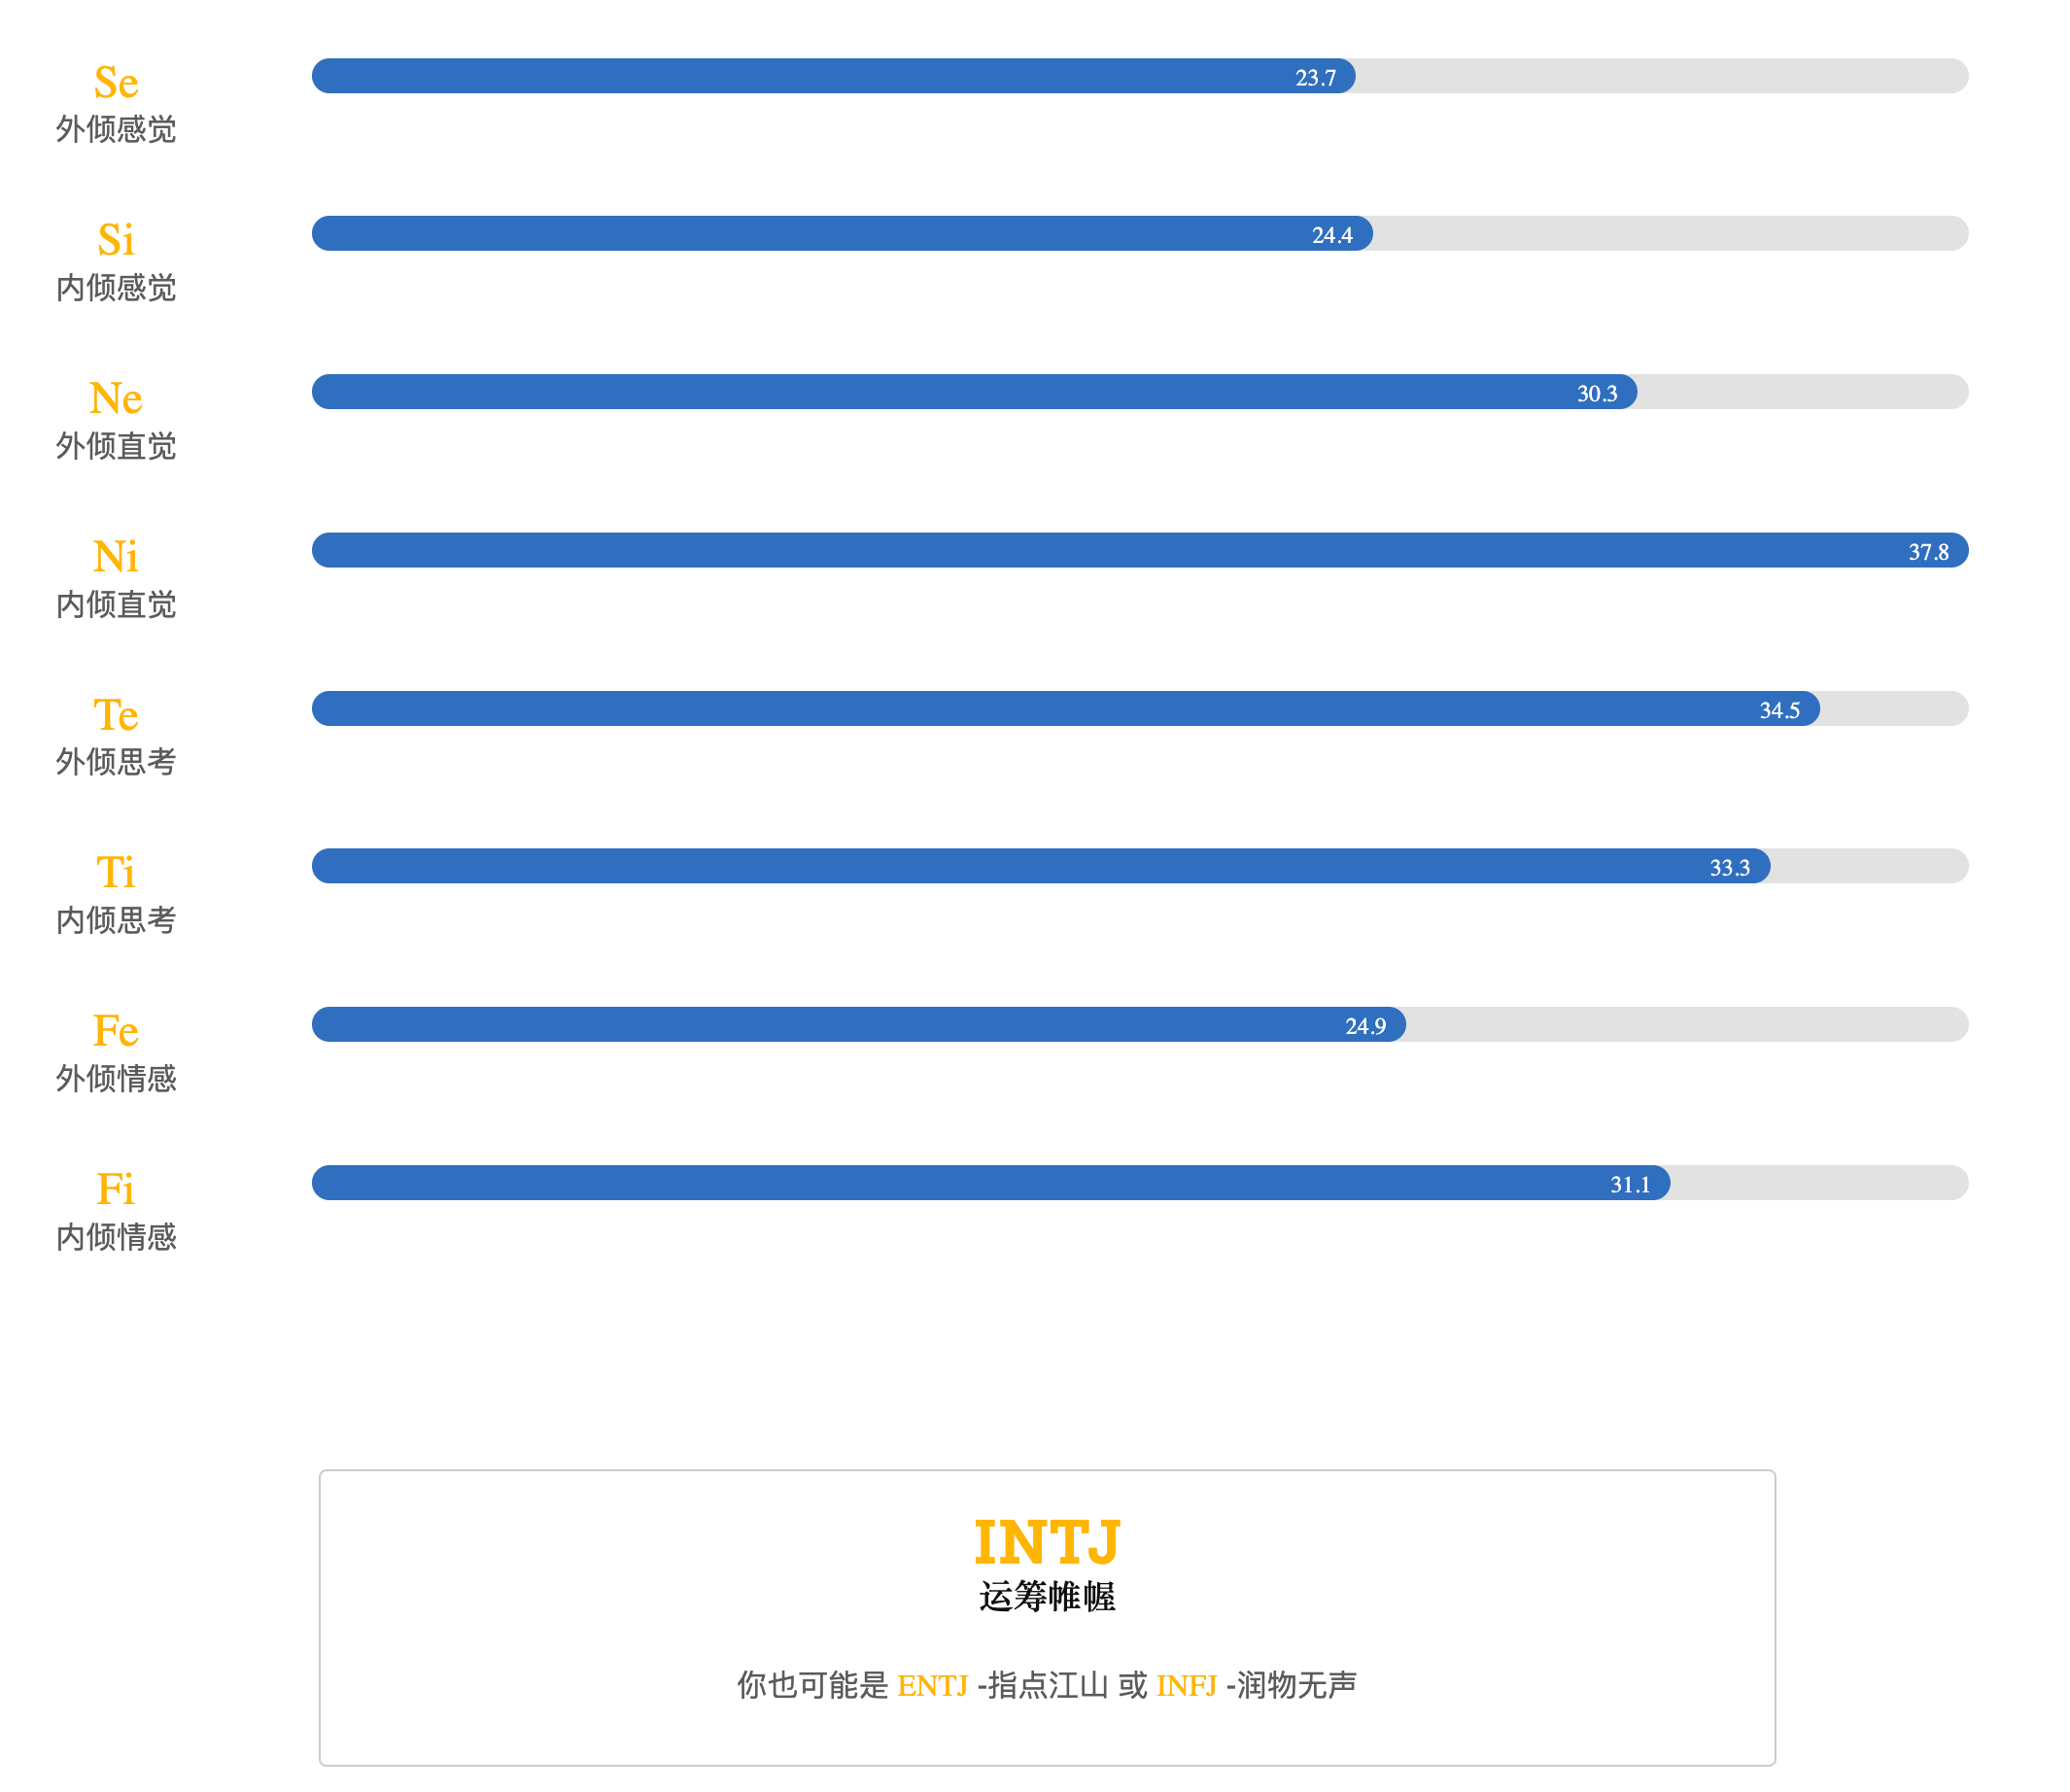 Se
23.7
外倾感觉
Si
24.4
内倾感觉
Ne
30.3
外倾直觉
Ni
37.8
内倾直觉
Te
34.5
外倾思考
Ti
33.3
内倾思考
Fe
24.9
外倾情感
Fi
31.1
内倾情感
INTJ
运筹帷幄
你也可能是 ENTJ -指点江山 或 INFJ -润物无声